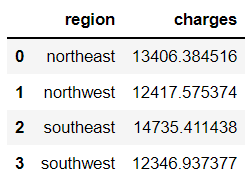 region charges
0 northeast 13406.384516
1 northwest 12417.575374
2 southeast 14735.411438
3 southwest 12346.937377